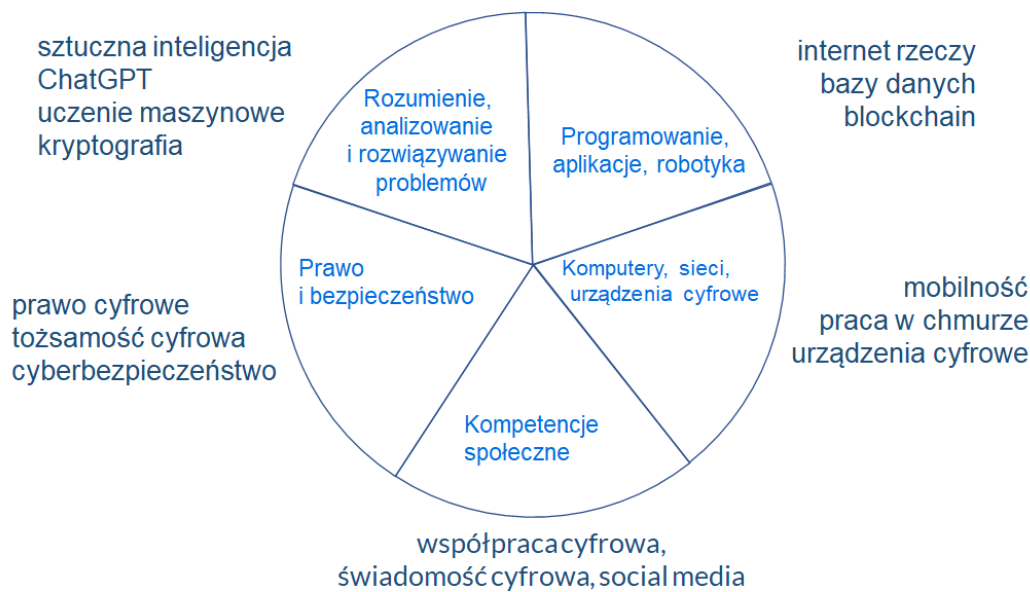 sztuczna inteligencja
ChatGPT
uczenie maszynowe
kryptografia
internet rzeczy
bazy danych
blockchain
Rozumienie,
analizowanie
i rozwiązywanie
problemów
Programowanie,
aplikacje, robotyka
Prawo
i bezpieczeństwo
Komputery, sieci,
urządzenia cyfrowe
prawo cyfrowe
tożsamość cyfrowa
cyberbezpieczeństwo
mobilność
praca w chmurze
urządzenia cyfrowe
Kompetencje
społeczne
współpraca cyfrowa,
świadomość cyfrowa, social media